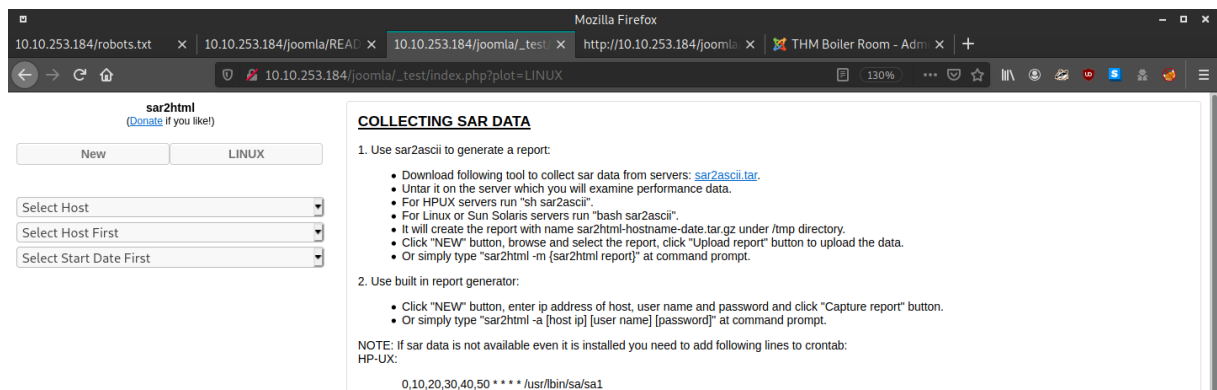 Mozilla Firefox
10.10.253.184/robots.txt
10.10.253.184/joomla/READ
10.10.253.184/joomla/_test/
http://10.10.253.184/joomla
THM Boiler Room - Adm
10.10.253.184/joomla/_test/index.php?plot=LINUX
130%
sar2html
(Donate if you like!)
New
LINUX
Select Host
Select Host First
Select Start Date First
COLLECTING SAR DATA
1. Use sar2ascii to generate a report:
• Download following tool to collect sar data from servers: sar2ascii.tar.
• Untar it on the server which you will examine performance data.
• For HPUX servers run "sh sar2ascii".
• For Linux or Sun Solaris servers run "bash sar2ascii".
• It will create the report with name sar2html-hostname-date.tar.gz under /tmp directory.
• Click "NEW" button, browse and select the report, click "Upload report" button to upload the data.
• Or simply type "sar2html -m {sar2html report}" at command prompt.
2. Use built in report generator:
• Click "NEW" button, enter ip address of host, user name and password and click "Capture report" button.
• Or simply type "sar2html -a [host ip] [user name] [password]" at command prompt.
NOTE: If sar data is not available even it is installed you need to add following lines to crontab:
HP-UX:
0,10,20,30,40,50 * * * * /usr/lbin/sa/sa1